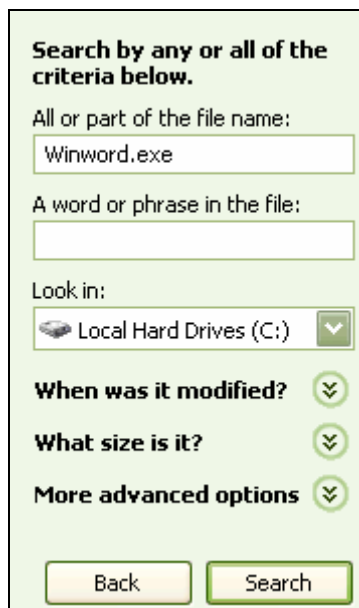 Search by any or all of the
criteria below.
All or part of the file name:
Winword.exe
A word or phrase in the file:
Look in:
Local Hard Drives (C:)
When was it modified?
What size is it?
More advanced options
Back Search